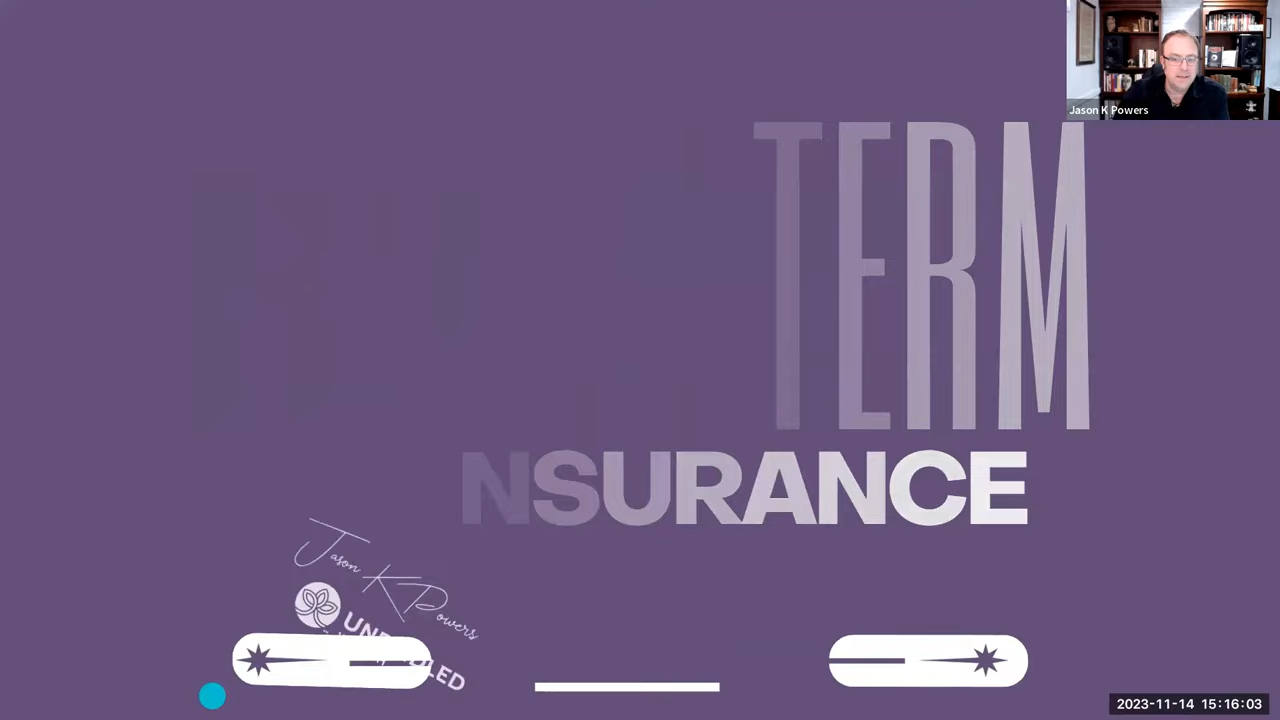 Jason K Powers
TERM
NSURANCE
Jason K Powers
2023-11-14 15:16:03